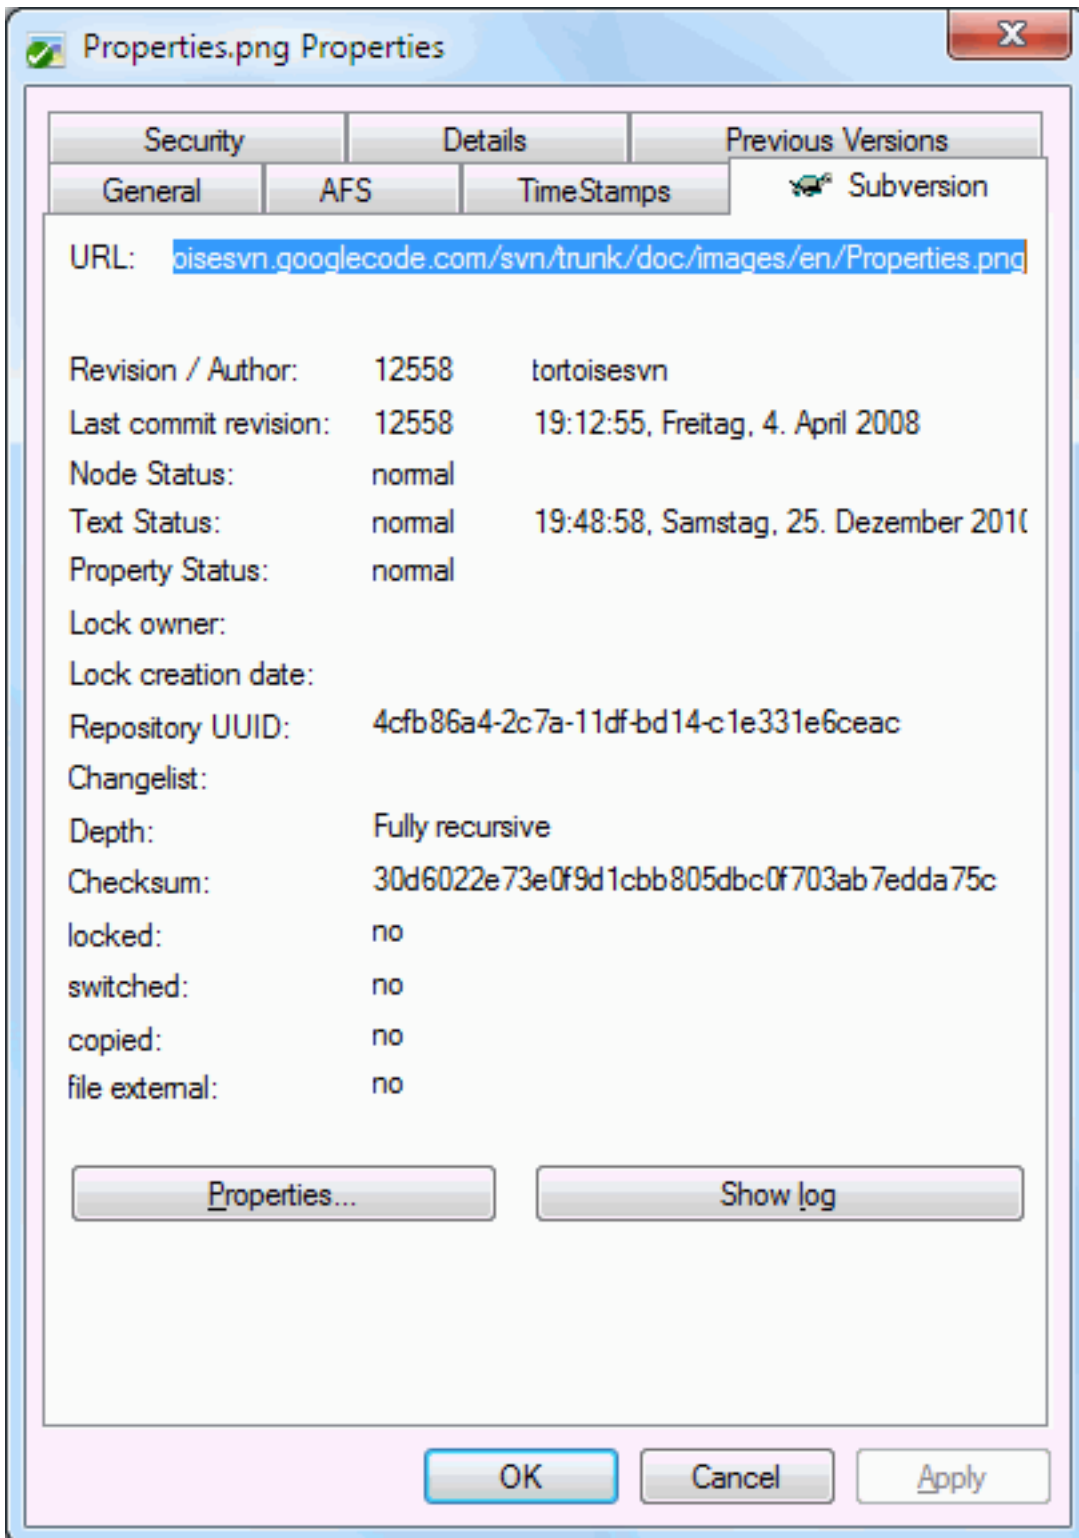 Properties.png Properties
Security Details Previous Versions
General AFS TimeStamps Subversion
URL: oisesvn.googlecode.com/svn/trunk/doc/images/en/Properties.png
Revision / Author: 12558 tortoisesvn
Last commit revision: 12558 19:12:55, Freitag, 4. April 2008
Node Status: normal
Text Status: normal 19:48:58, Samstag, 25. Dezember 2010
Property Status: normal
Lock owner:
Lock creation date:
Repository UUID: 4cfb86a4-2c7a-11df-bd14-c1e331e6ceac
Changelist:
Depth: Fully recursive
Checksum: 30d6022e73e0f9d1cbb805dbc0f703ab7edda75c
locked: no
switched: no
copied: no
file external: no
Properties... Show log
OK Cancel Apply